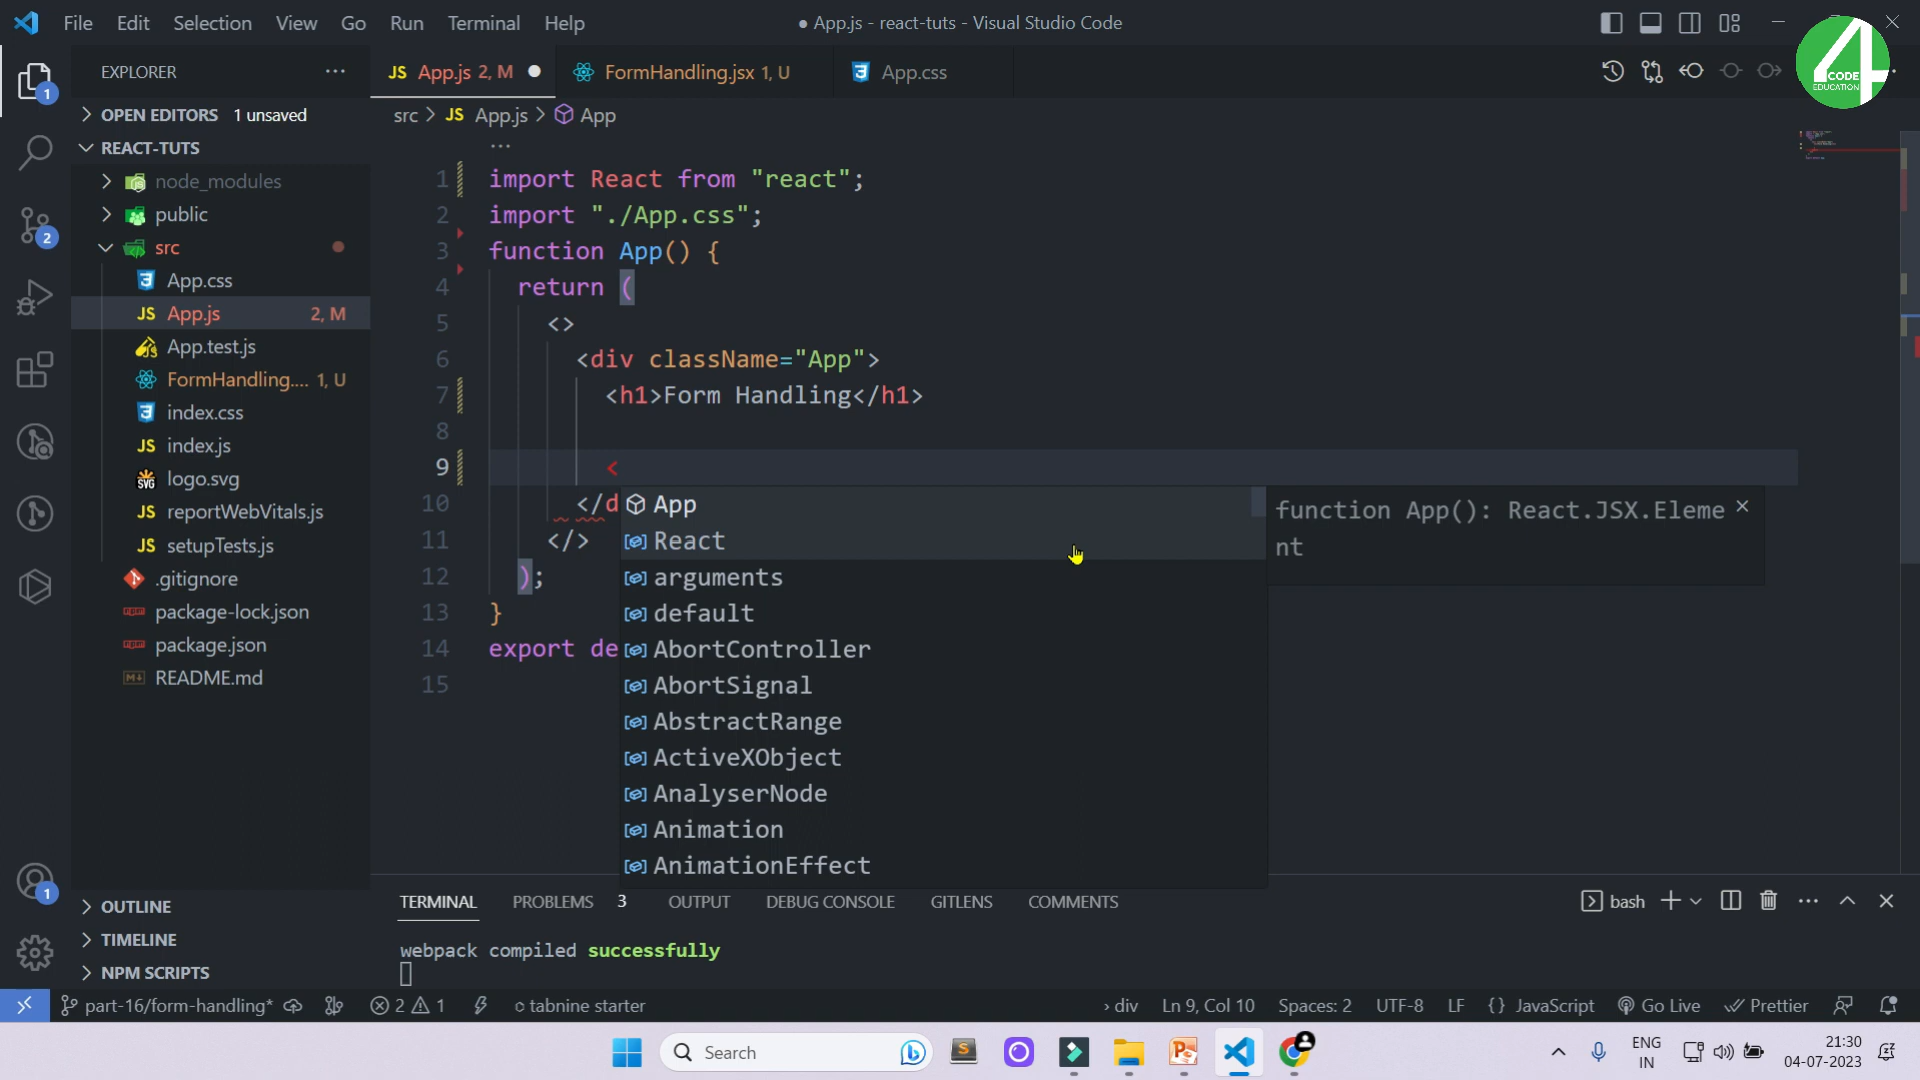 File Edit Selection View Go Run Terminal Help
● App.js - react-tuts - Visual Studio Code
4
CODE
EDUCATION
EXPLORER ···
OPEN EDITORS 1 unsaved
REACT-TUTS
node_modules
public
src
App.css
JS App.js 2, M
App.test.js
FormHandling.... 1, U
index.css
JS index.js
SVG logo.svg
JS reportWebVitals.js
JS setupTests.js
.gitignore
package-lock.json
package.json
README.md
OUTLINE
TIMELINE
NPM SCRIPTS
1
2
1
JS App.js 2, M ● FormHandling.jsx 1, U App.css
src > JS App.js > App
···
1 import React from "react";
2 import "./App.css";
3 function App() {
4 return (
5 <>
6 <div className="App">
7 <h1>Form Handling</h1>
8
9 <
10 </d
11 </>
12 );
13 }
14 export de
15
App
React
arguments
default
AbortController
AbortSignal
AbstractRange
ActiveXObject
AnalyserNode
Animation
AnimationEffect
function App(): React.JSX.Eleme
nt
TERMINAL PROBLEMS 3 OUTPUT DEBUG CONSOLE GITLENS COMMENTS
bash
webpack compiled successfully
part-16/form-handling* 2 1 tabnine starter
› div Ln 9, Col 10 Spaces: 2 UTF-8 LF {} JavaScript Go Live Prettier
Search
S
P
ENG
IN
21:30
04-07-2023